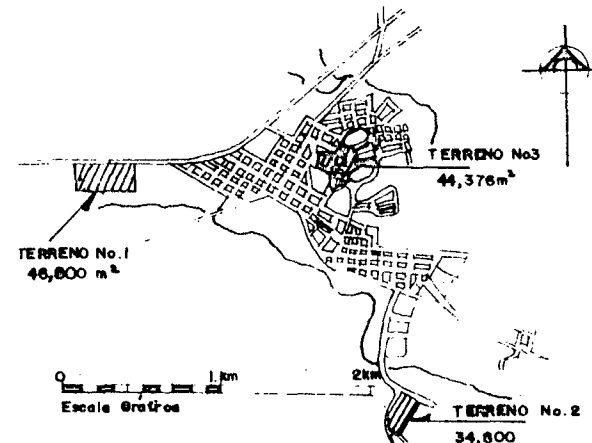 TERRENO No3
44,376m²
TERRENO No.1
46,800 m²
0 1 km 2km
Escala Grafica
TERRENO No. 2
34,800